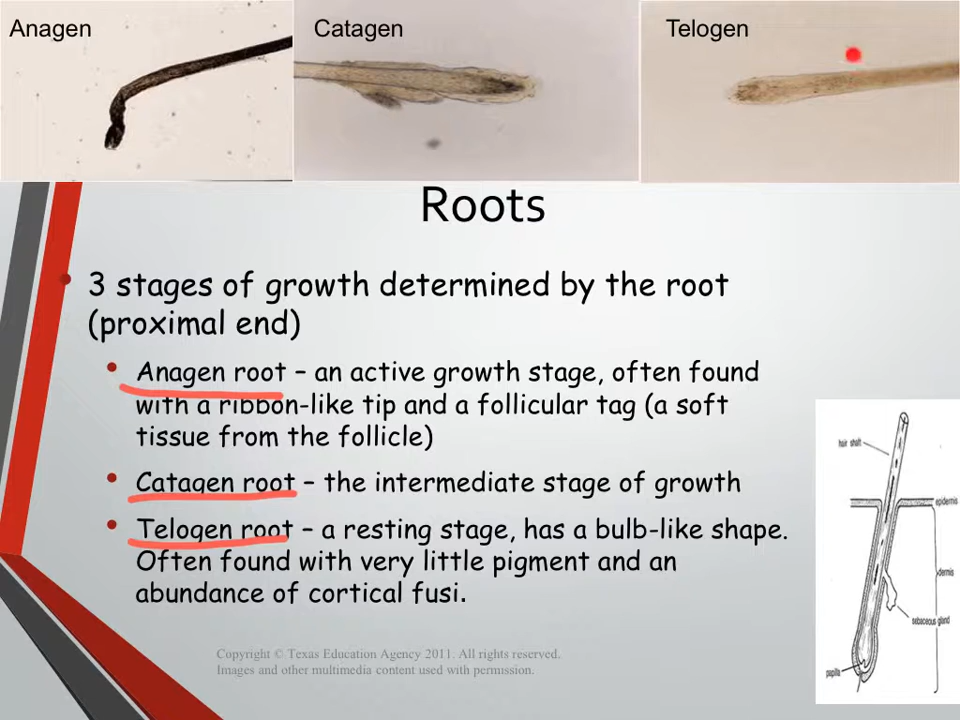 Anagen
Catagen
Telogen
Roots
• 3 stages of growth determined by the root
(proximal end)
• Anagen root – an active growth stage, often found
with a ribbon-like tip and a follicular tag (a soft
tissue from the follicle)
• Catagen root – the intermediate stage of growth
• Telogen root – a resting stage, has a bulb-like shape.
Often found with very little pigment and an
abundance of cortical fusi.
hair shaft
epidermis
dermis
sebaceous gland
papilla
Copyright © Texas Education Agency 2011. All rights reserved.
Images and other multimedia content used with permission.